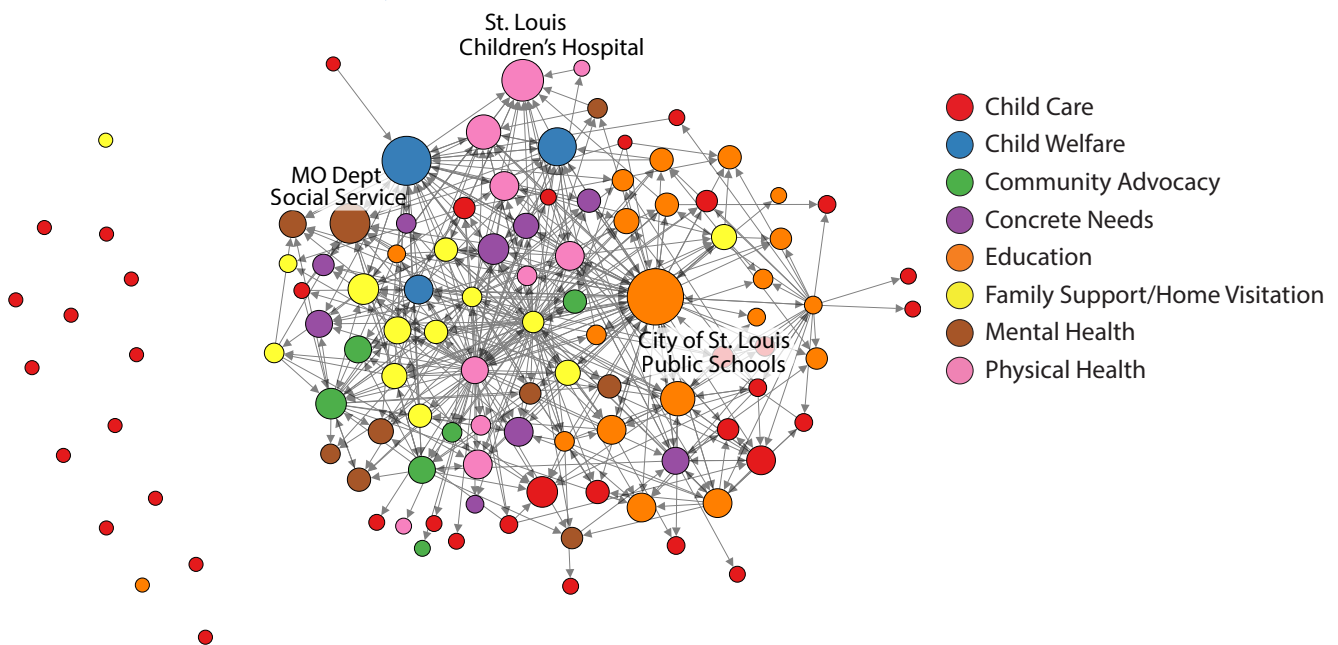 St. Louis
Children's Hospital
MO Dept
Social Service
City of St. Louis
Public Schools
Child Care
Child Welfare
Community Advocacy
Concrete Needs
Education
Family Support/Home Visitation
Mental Health
Physical Health